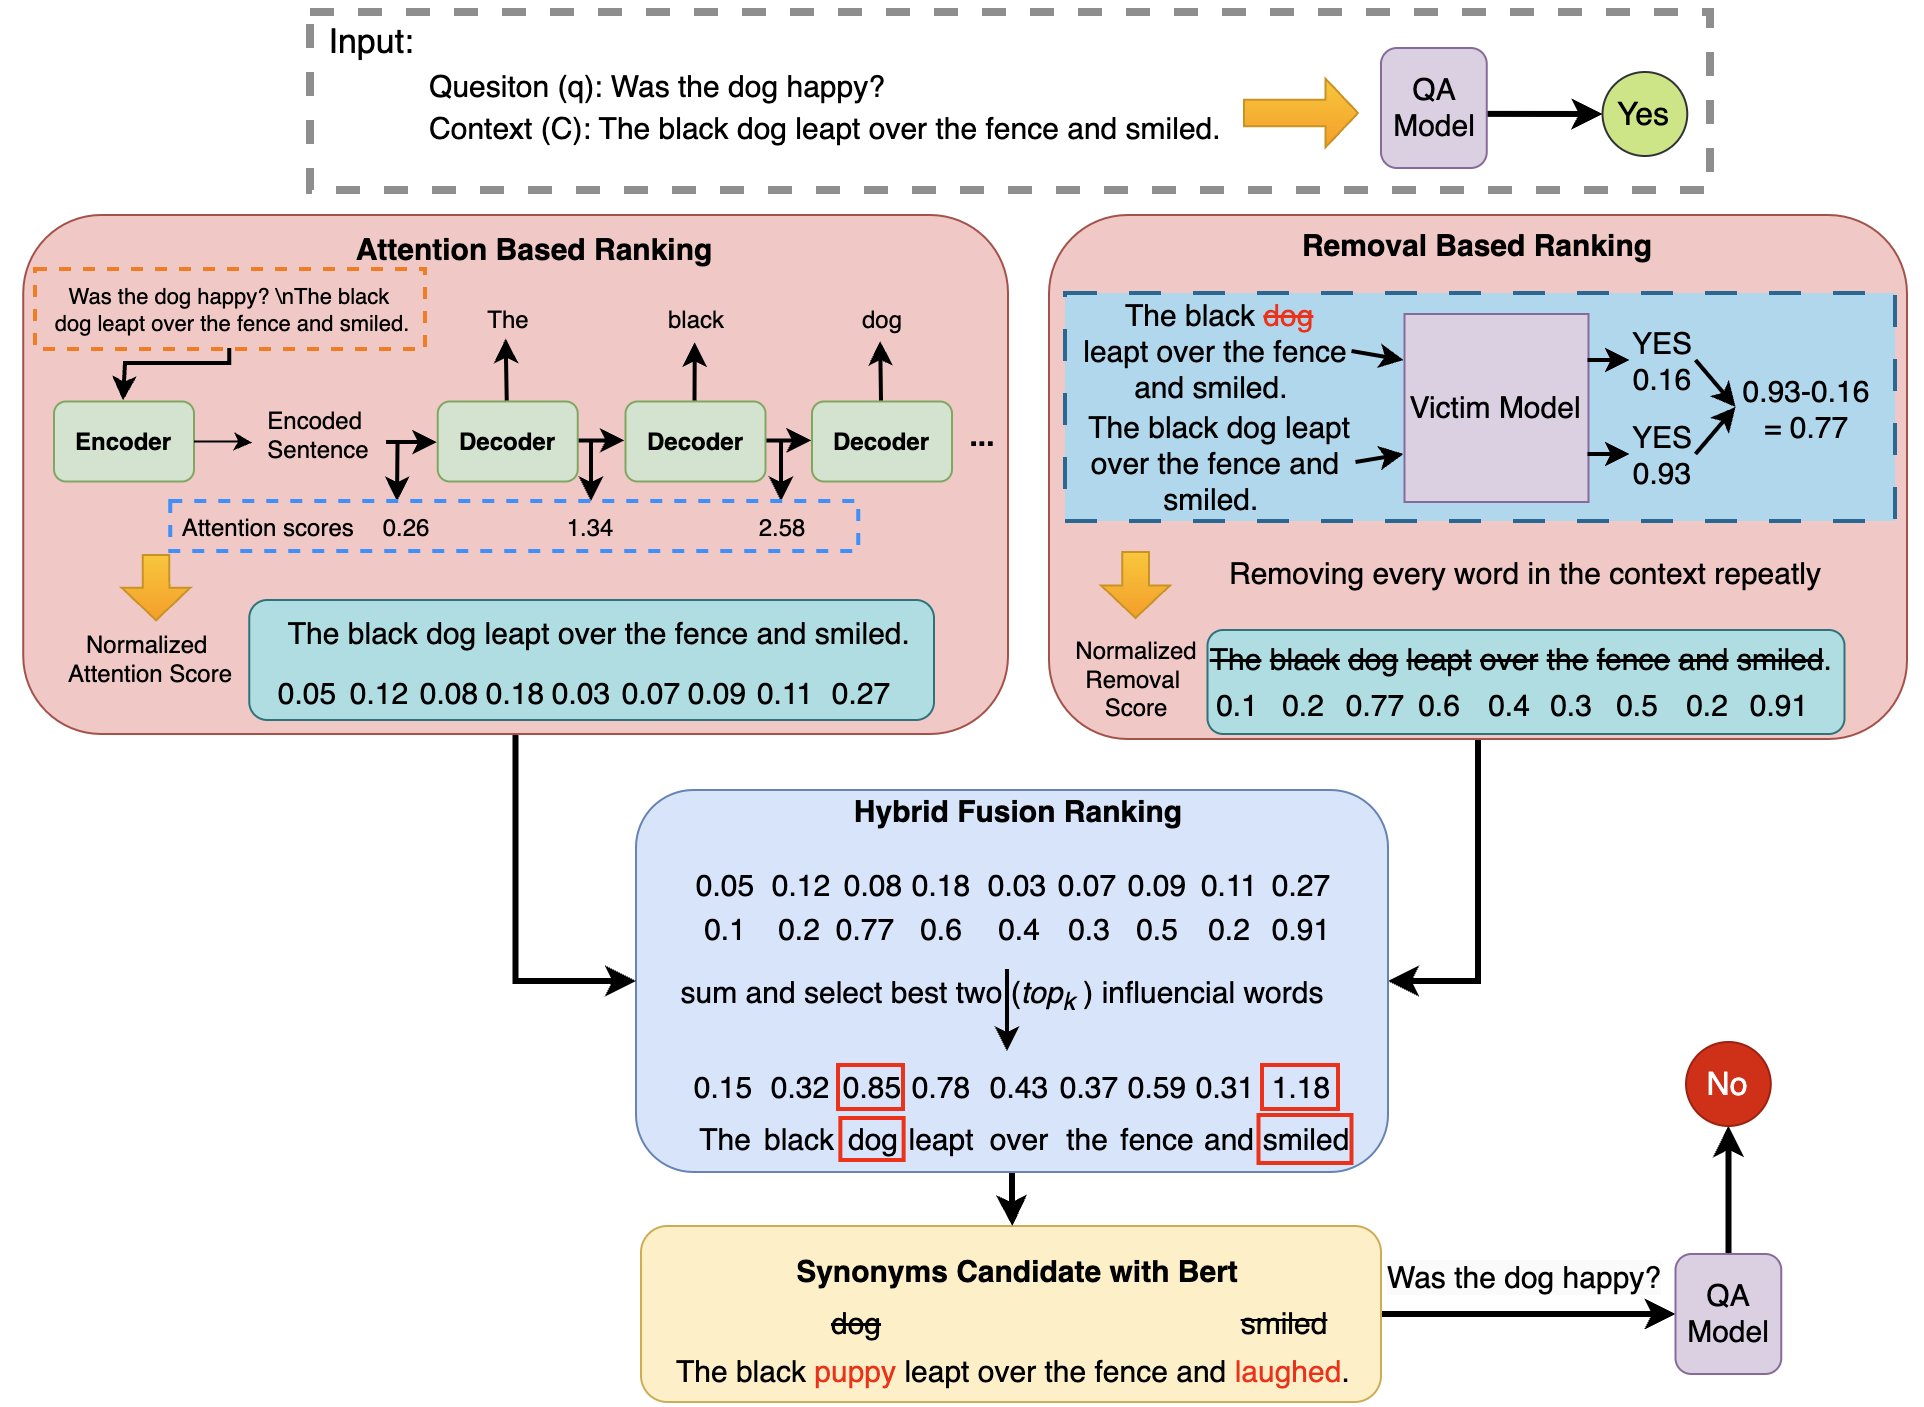 Input:
Quesiton (q): Was the dog happy?
Context (C): The black dog leapt over the fence and smiled.
QA
Model
Yes
Attention Based Ranking
Was the dog happy? \nThe black
dog leapt over the fence and smiled.
The
black
dog
Encoder
Encoded
Sentence
Decoder
Decoder
Decoder
...
Attention scores 0.26 1.34 2.58
Normalized
Attention Score
The black dog leapt over the fence and smiled.
0.05 0.12 0.08 0.18 0.03 0.07 0.09 0.11 0.27
Removal Based Ranking
The black dog
leapt over the fence
and smiled.
The black dog leapt
over the fence and
smiled.
Victim Model
YES
0.16
YES
0.93
0.93-0.16
= 0.77
Removing every word in the context repeatly
Normalized
Removal
Score
The black dog leapt over the fence and smiled.
0.1 0.2 0.77 0.6 0.4 0.3 0.5 0.2 0.91
Hybrid Fusion Ranking
0.05 0.12 0.08 0.18 0.03 0.07 0.09 0.11 0.27
0.1 0.2 0.77 0.6 0.4 0.3 0.5 0.2 0.91
sum and select best two (top_k) influencial words
0.15 0.32 0.85 0.78 0.43 0.37 0.59 0.31 1.18
The black dog leapt over the fence and smiled
Synonyms Candidate with Bert
dog smiled
The black puppy leapt over the fence and laughed.
Was the dog happy?
QA
Model
No